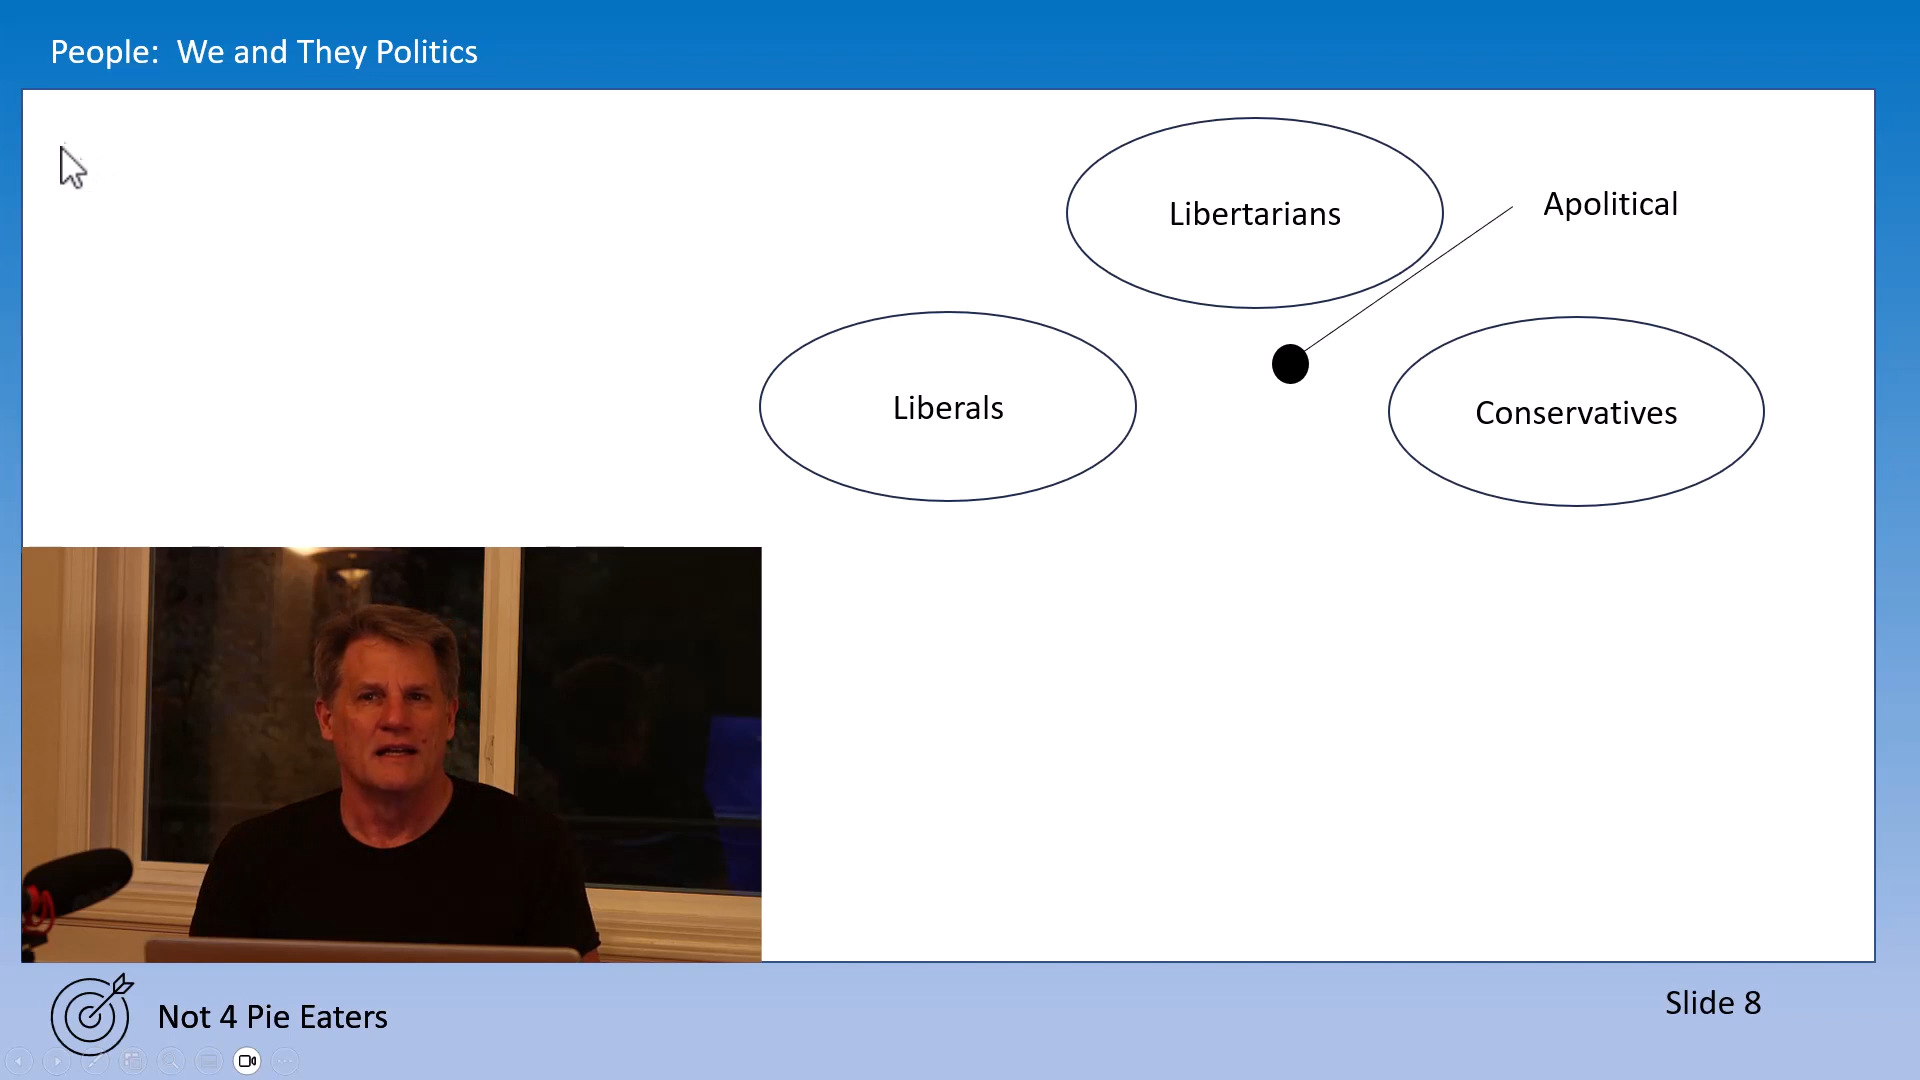 People:  We and They Politics
Libertarians
Apolitical
Liberals
Conservatives
Not 4 Pie Eaters
Slide 8